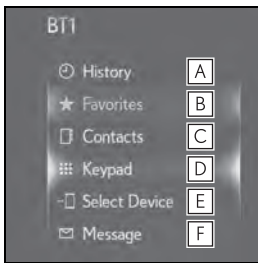 BT1
History A
Favorites B
Contacts C
Keypad D
Select Device E
Message F